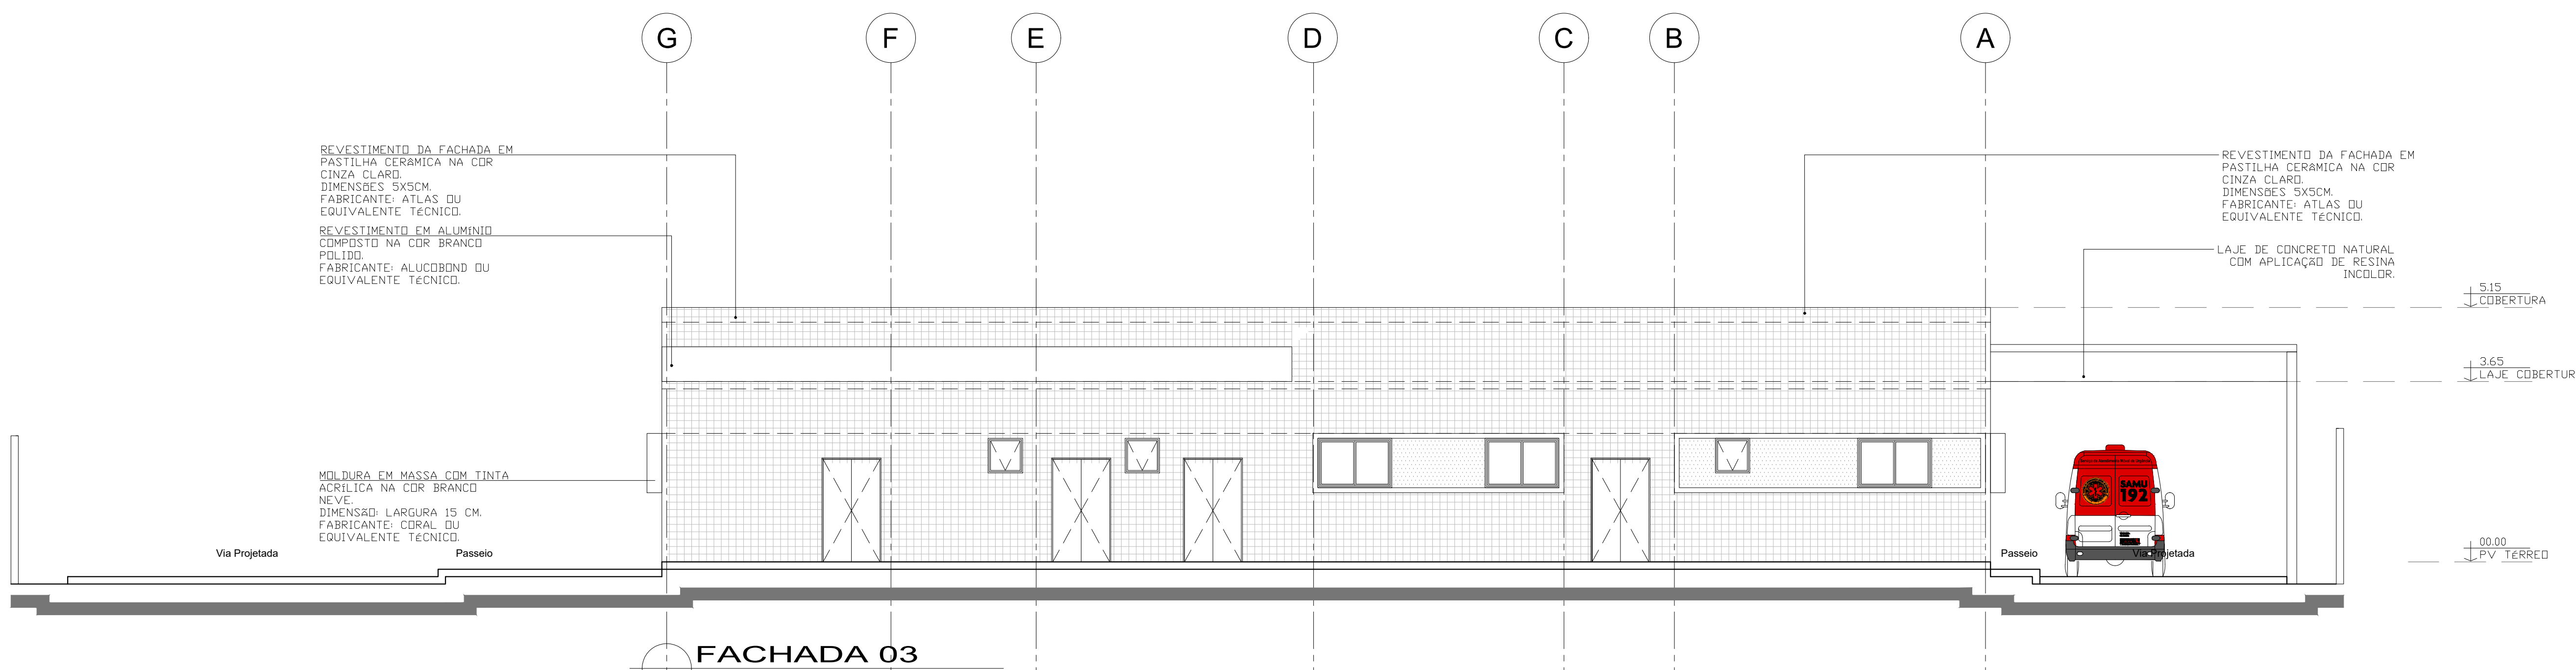 G
F
E
D
C
B
A
REVESTIMENTO DA FACHADA EM
PASTILHA CERÂMICA NA COR
CINZA CLARO.
DIMENSÕES 5X5CM.
FABRICANTE: ATLAS OU
EQUIVALENTE TÉCNICO.
REVESTIMENTO EM ALUMÍNIO
COMPOSTO NA COR BRANCO
POLIDO.
FABRICANTE: ALUCOBOND OU
EQUIVALENTE TÉCNICO.
MOLDURA EM MASSA COM TINTA
ACRÍLICA NA COR BRANCO
NEVE.
DIMENSÃO: LARGURA 15 CM.
FABRICANTE: CORAL OU
EQUIVALENTE TÉCNICO.
Via Projetada
Passeio
REVESTIMENTO DA FACHADA EM
PASTILHA CERÂMICA NA COR
CINZA CLARO.
DIMENSÕES 5X5CM.
FABRICANTE: ATLAS OU
EQUIVALENTE TÉCNICO.
LAJE DE CONCRETO NATURAL
COM APLICAÇÃO DE RESINA
INCOLOR.
5.15
COBERTURA
3.65
LAJE COBERTUR
SAMU
192
Passeio
Via Projetada
00.00
PV TÉRREO
FACHADA 03